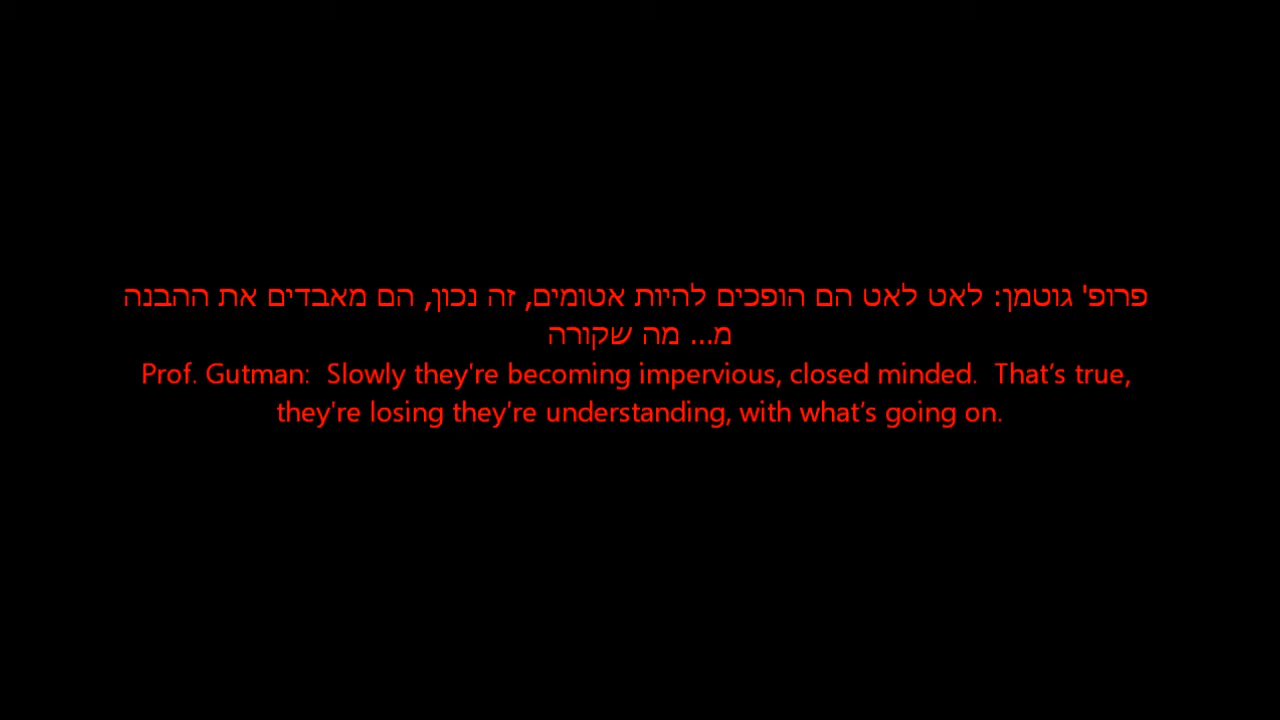 פרופ' גוטמן: לאט לאט הם הופכים להיות אטומים, זה נכון, הם מאבדים את ההבנה
מ... מה שקורה
Prof. Gutman:  Slowly they're becoming impervious, closed minded.  That’s true,
they're losing they're understanding, with what’s going on.